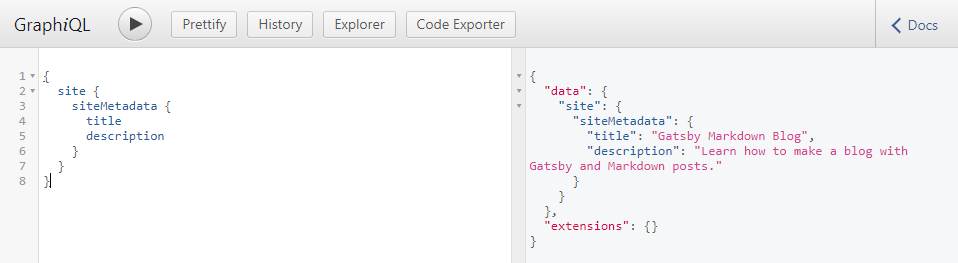 GraphiQL Prettify History Explorer Code Exporter Docs
1 {
2 site {
3 siteMetadata {
4 title
5 description
6 }
7 }
8 }
{
"data": {
"site": {
"siteMetadata": {
"title": "Gatsby Markdown Blog",
"description": "Learn how to make a blog with
Gatsby and Markdown posts."
}
}
},
"extensions": {}
}